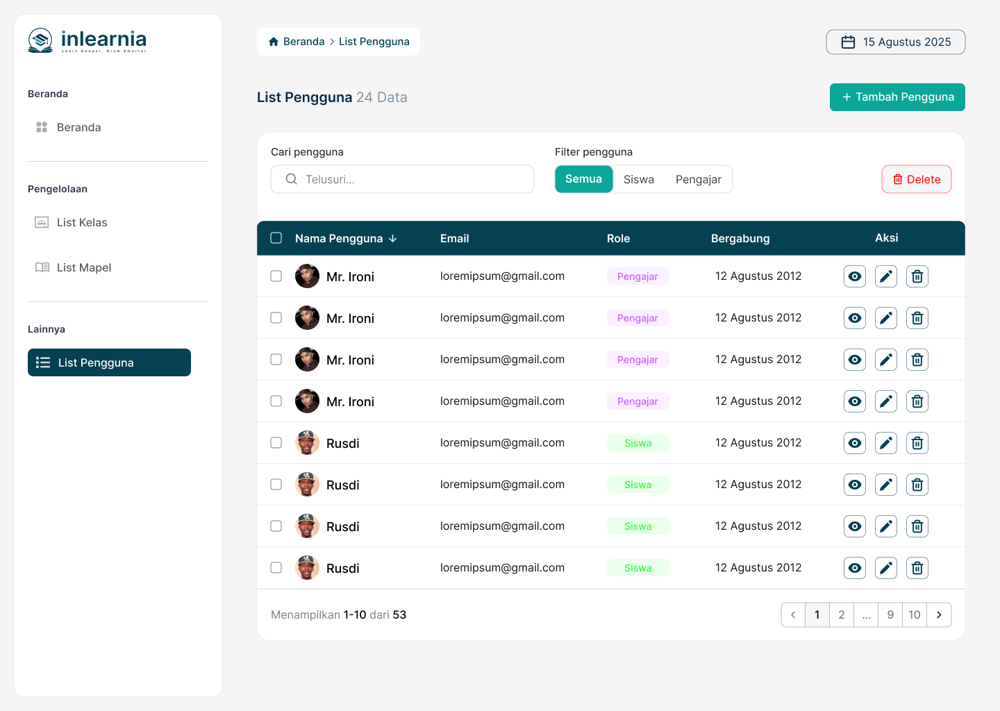 inlearnia
Learn Deeper, Grow Smarter
Beranda
Beranda
Pengelolaan
List Kelas
List Mapel
Lainnya
List Pengguna
Beranda > List Pengguna
15 Agustus 2025
List Pengguna 24 Data
+ Tambah Pengguna
Cari pengguna
Telusuri...
Filter pengguna
Semua Siswa Pengajar
Delete
Nama Pengguna ↓ Email Role Bergabung Aksi
Mr. Ironi loremipsum@gmail.com Pengajar 12 Agustus 2012
Mr. Ironi loremipsum@gmail.com Pengajar 12 Agustus 2012
Mr. Ironi loremipsum@gmail.com Pengajar 12 Agustus 2012
Mr. Ironi loremipsum@gmail.com Pengajar 12 Agustus 2012
Rusdi loremipsum@gmail.com Siswa 12 Agustus 2012
Rusdi loremipsum@gmail.com Siswa 12 Agustus 2012
Rusdi loremipsum@gmail.com Siswa 12 Agustus 2012
Rusdi loremipsum@gmail.com Siswa 12 Agustus 2012
Menampilkan 1-10 dari 53
< 1 2 ... 9 10 >